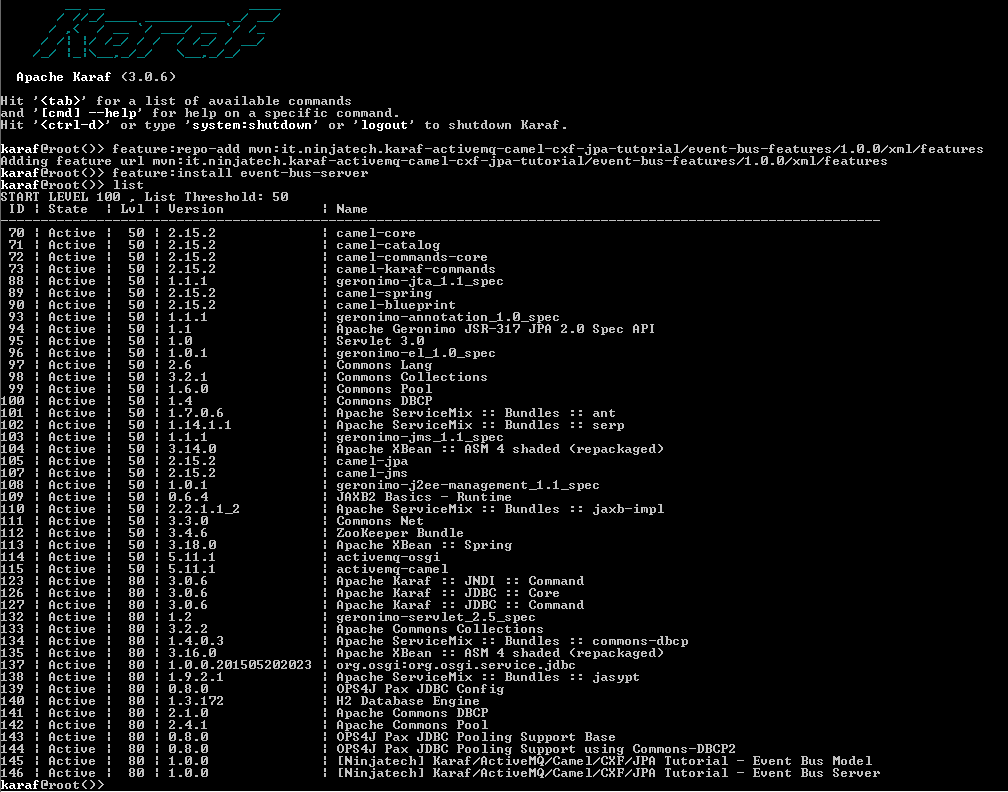 Karaf
Apache Karaf (3.0.6)
Hit '<tab>' for a list of available commands
and '[cmd] --help' for help on a specific command.
Hit '<ctrl-d>' or type 'system:shutdown' or 'logout' to shutdown Karaf.
karaf@root()> feature:repo-add mvn:it.ninjatech.karaf-activemq-camel-cxf-jpa-tutorial/event-bus-features/1.0.0/xml/features
Adding feature url mvn:it.ninjatech.karaf-activemq-camel-cxf-jpa-tutorial/event-bus-features/1.0.0/xml/features
karaf@root()> feature:install event-bus-server
karaf@root()> list
START LEVEL 100 , List Threshold: 50
ID | State | Lvl | Version | Name
70 | Active | 50 | 2.15.2 | camel-core
71 | Active | 50 | 2.15.2 | camel-catalog
72 | Active | 50 | 2.15.2 | camel-commands-core
73 | Active | 50 | 2.15.2 | camel-karaf-commands
88 | Active | 50 | 1.1.1 | geronimo-jta_1.1_spec
89 | Active | 50 | 2.15.2 | camel-spring
90 | Active | 50 | 2.15.2 | camel-blueprint
93 | Active | 50 | 1.1.1 | geronimo-annotation_1.0_spec
94 | Active | 50 | 1.1 | Apache Geronimo JSR-317 JPA 2.0 Spec API
95 | Active | 50 | 1.0 | Servlet 3.0
96 | Active | 50 | 1.0.1 | geronimo-el_1.0_spec
97 | Active | 50 | 2.6 | Commons Lang
98 | Active | 50 | 3.2.1 | Commons Collections
99 | Active | 50 | 1.6.0 | Commons Pool
100 | Active | 50 | 1.4 | Commons DBCP
101 | Active | 50 | 1.7.0.6 | Apache ServiceMix :: Bundles :: ant
102 | Active | 50 | 1.14.1.1 | Apache ServiceMix :: Bundles :: serp
103 | Active | 50 | 1.1.1 | geronimo-jms_1.1_spec
104 | Active | 50 | 3.14.0 | Apache XBean :: ASM 4 shaded (repackaged)
105 | Active | 50 | 2.15.2 | camel-jpa
107 | Active | 50 | 2.15.2 | camel-jms
108 | Active | 50 | 1.0.1 | geronimo-j2ee-management_1.1_spec
109 | Active | 50 | 0.6.4 | JAXB2 Basics - Runtime
110 | Active | 50 | 2.2.1.1_2 | Apache ServiceMix :: Bundles :: jaxb-impl
111 | Active | 50 | 3.3.0 | Commons Net
112 | Active | 50 | 3.4.6 | ZooKeeper Bundle
113 | Active | 50 | 3.18.0 | Apache XBean :: Spring
114 | Active | 50 | 5.11.1 | activemq-osgi
115 | Active | 50 | 5.11.1 | activemq-camel
123 | Active | 80 | 3.0.6 | Apache Karaf :: JNDI :: Command
126 | Active | 80 | 3.0.6 | Apache Karaf :: JDBC :: Core
127 | Active | 80 | 3.0.6 | Apache Karaf :: JDBC :: Command
132 | Active | 80 | 1.2 | geronimo-servlet_2.5_spec
133 | Active | 80 | 3.2.2 | Apache Commons Collections
134 | Active | 80 | 1.4.0.3 | Apache ServiceMix :: Bundles :: commons-dbcp
135 | Active | 80 | 3.16.0 | Apache XBean :: ASM 4 shaded (repackaged)
137 | Active | 80 | 1.0.0.201505202023 | org.osgi:org.osgi.service.jdbc
138 | Active | 80 | 1.9.2.1 | Apache ServiceMix :: Bundles :: jasypt
139 | Active | 80 | 0.8.0 | OPS4J Pax JDBC Config
140 | Active | 80 | 1.3.172 | H2 Database Engine
141 | Active | 80 | 2.1.0 | Apache Commons DBCP
142 | Active | 80 | 2.4.1 | Apache Commons Pool
143 | Active | 80 | 0.8.0 | OPS4J Pax JDBC Pooling Support Base
144 | Active | 80 | 0.8.0 | OPS4J Pax JDBC Pooling Support using Commons-DBCP2
145 | Active | 80 | 1.0.0 | [Ninjatech] Karaf/ActiveMQ/Camel/CXF/JPA Tutorial - Event Bus Model
146 | Active | 80 | 1.0.0 | [Ninjatech] Karaf/ActiveMQ/Camel/CXF/JPA Tutorial - Event Bus Server
karaf@root()>